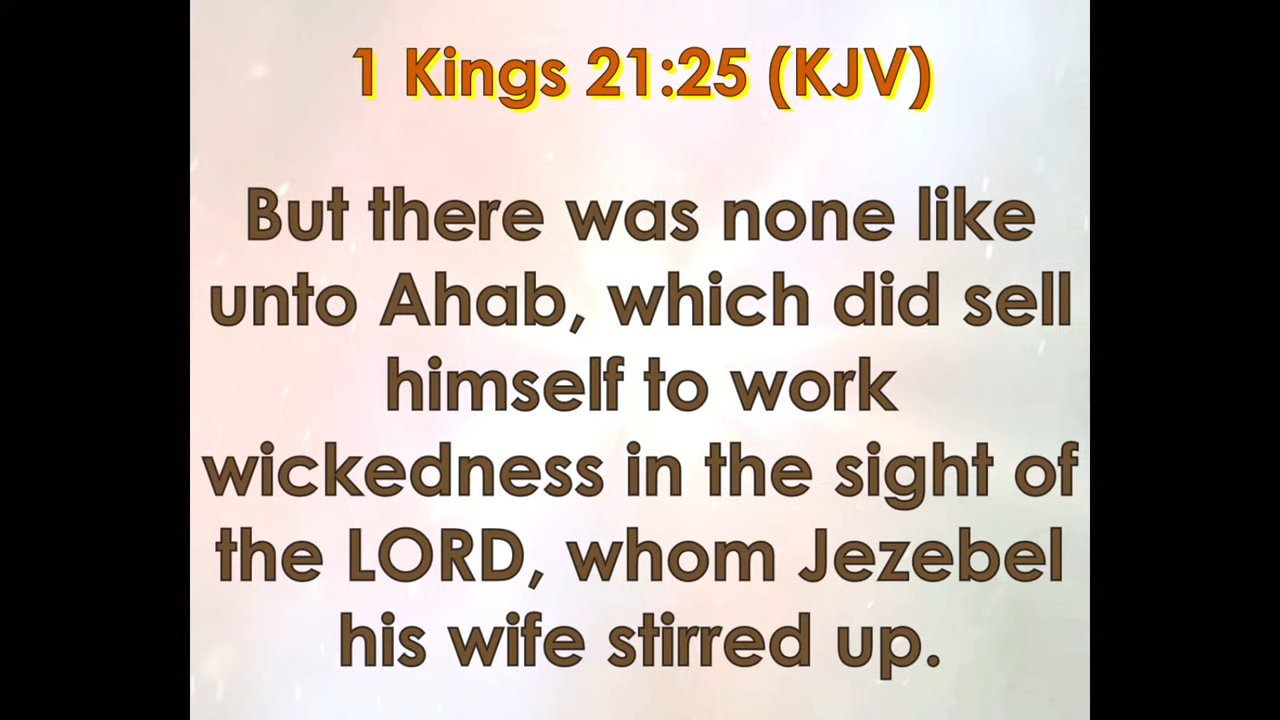 1 Kings 21:25 (KJV)
But there was none like
unto Ahab, which did sell
himself to work
wickedness in the sight of
the LORD, whom Jezebel
his wife stirred up.